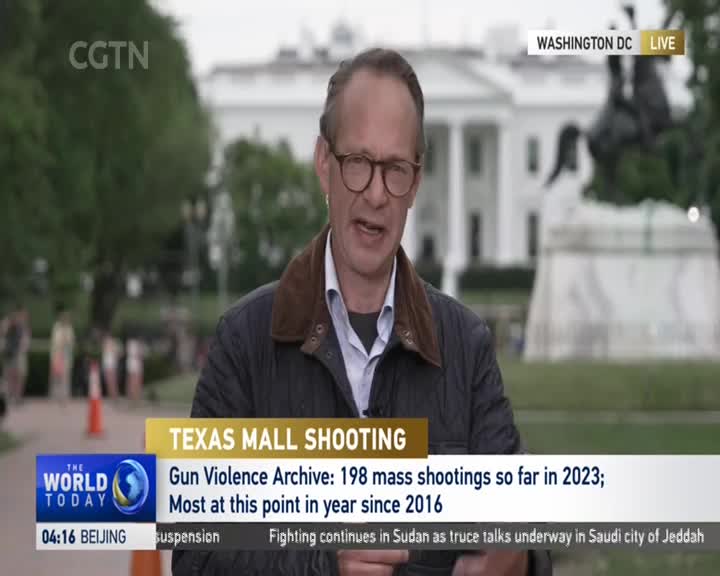 CGTN
WASHINGTON DC LIVE
TEXAS MALL SHOOTING
Gun Violence Archive: 198 mass shootings so far in 2023;
Most at this point in year since 2016
THE
WORLD
TODAY
04:16 BEIJING
suspension Fighting continues in Sudan as truce talks underway in Saudi city of Jeddah